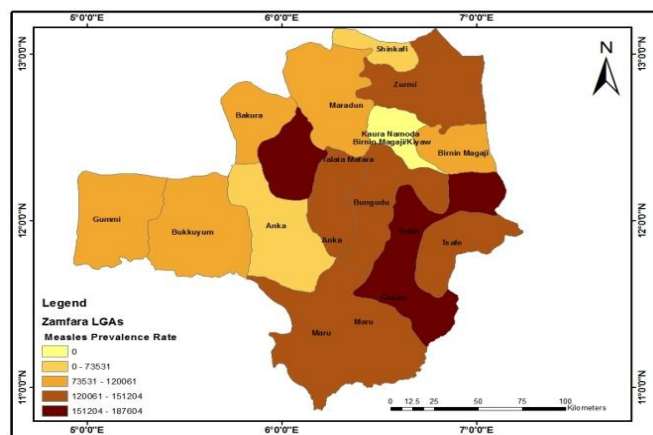 5°0'0"E 6°0'0"E 7°0'0"E
13°0'0"N 13°0'0"N
N
Shinkafi
Zurmi
Maradun
Bakura
Kaura Namoda
Birnin Magaji/Kiyaw
Birnin Magaji
Talata Mafara
Bungudu
12°0'0"N 12°0'0"N
Gummi
Bukkuyum
Anka
Anka
Tsafe
Maru
Maru
Legend
Zamfara LGAs
Measles Prevalence Rate
0
0 - 73531
73531 - 120061
120061 - 151204
151204 - 187604
11°0'0"N 11°0'0"N
0 12.5 25 50 75 100
Kilometers
5°0'0"E 6°0'0"E 7°0'0"E